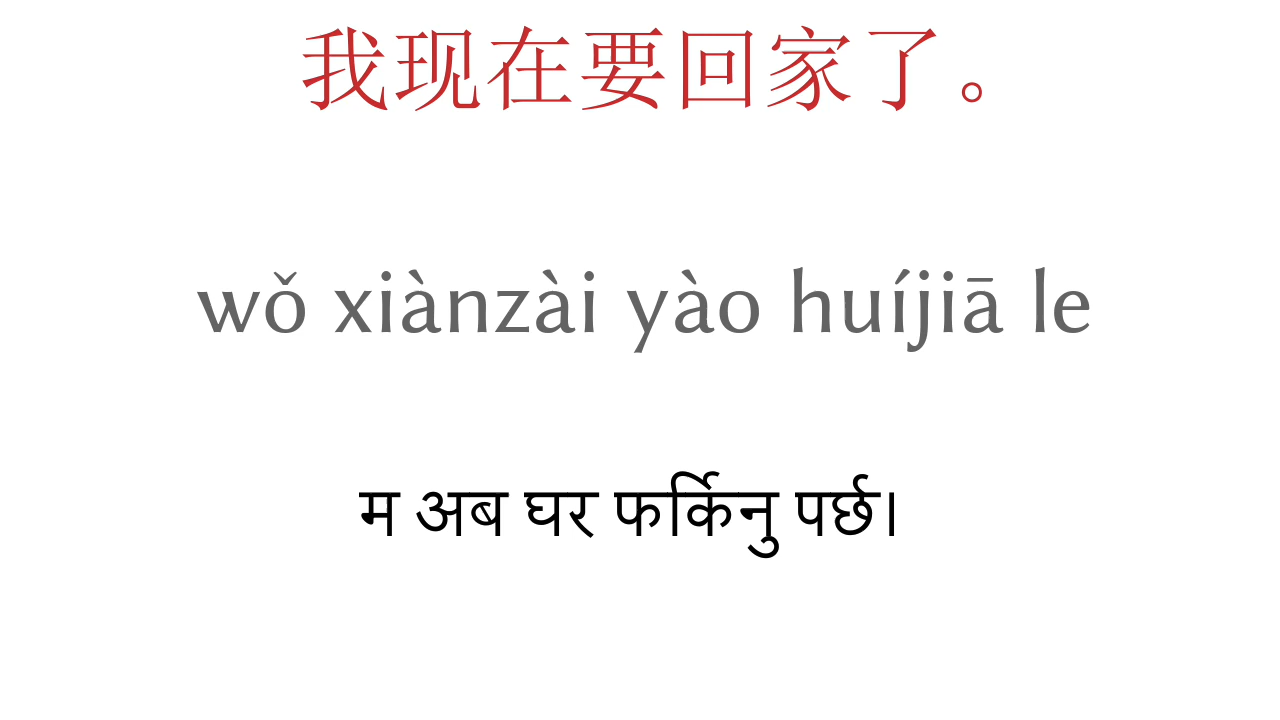 我现在要回家了。
wǒ xiànzài yào huíjiā le
म अब घर फर्किनु पर्छ।